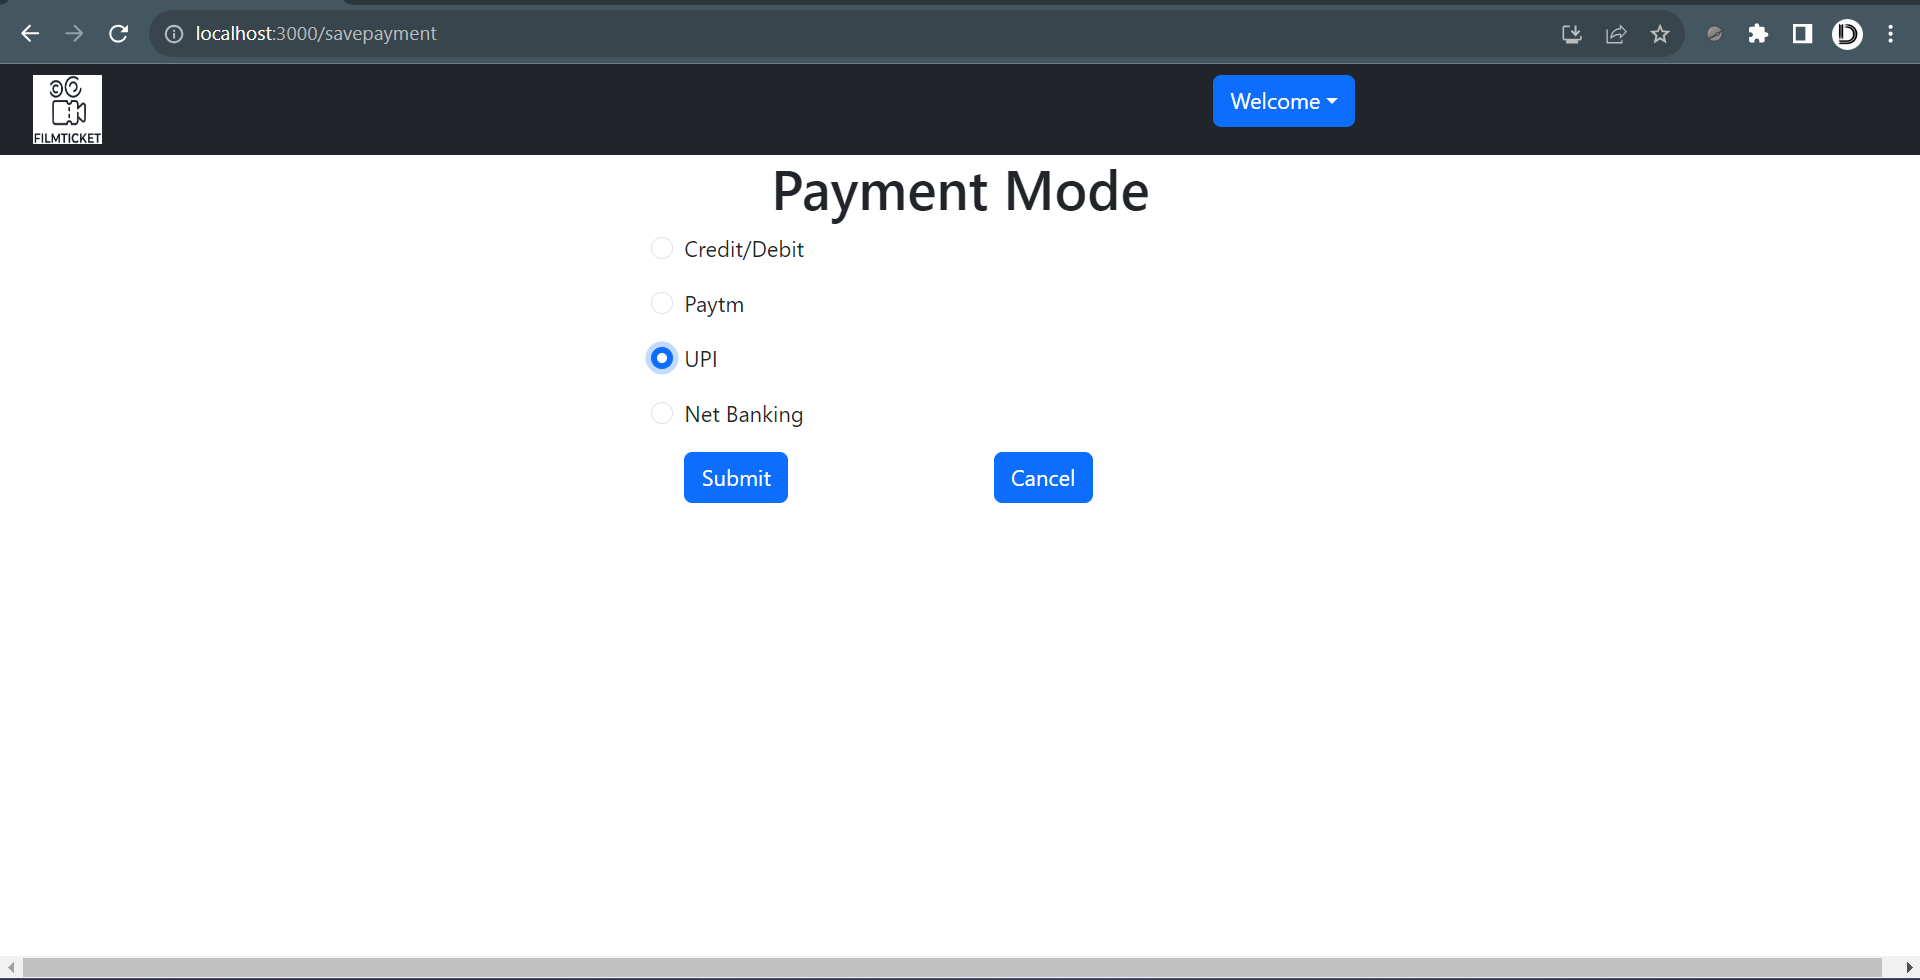 localhost:3000/savepayment
FILMTICKET
Welcome
Payment Mode
Credit/Debit
Paytm
UPI
Net Banking
Submit
Cancel